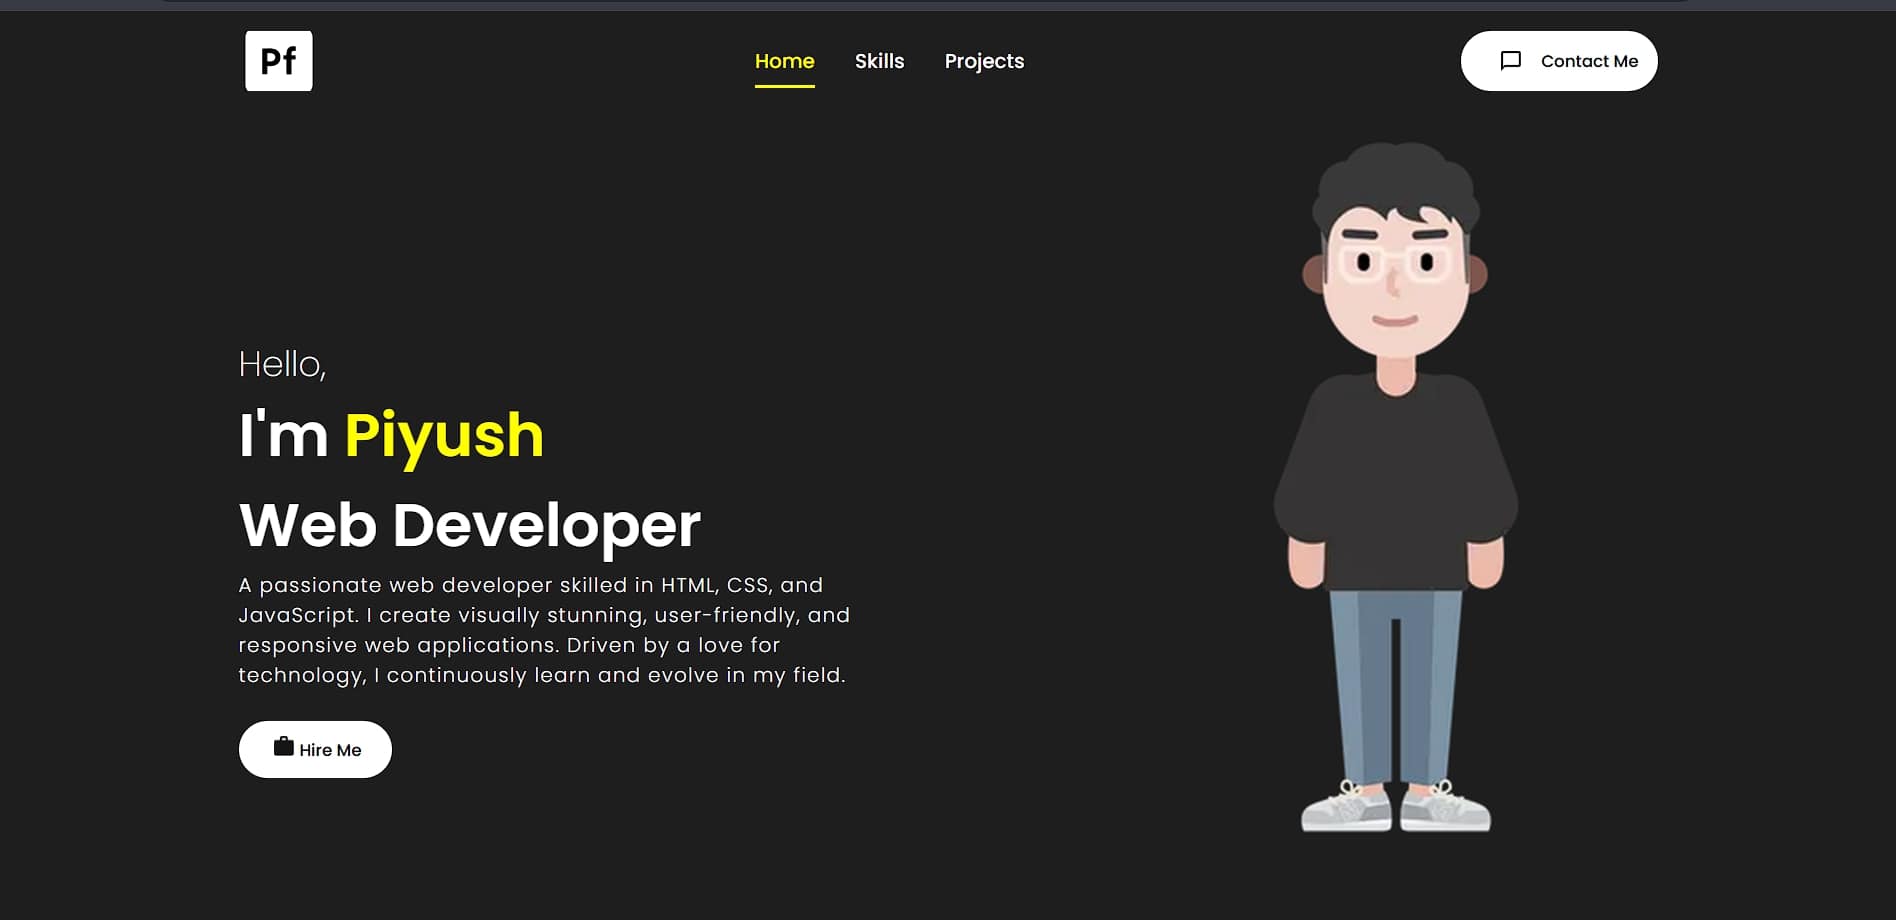 Pf
Home
Skills
Projects
Contact Me
Hello,
I'm Piyush
Web Developer
A passionate web developer skilled in HTML, CSS, and
JavaScript. I create visually stunning, user-friendly, and
responsive web applications. Driven by a love for
technology, I continuously learn and evolve in my field.
Hire Me